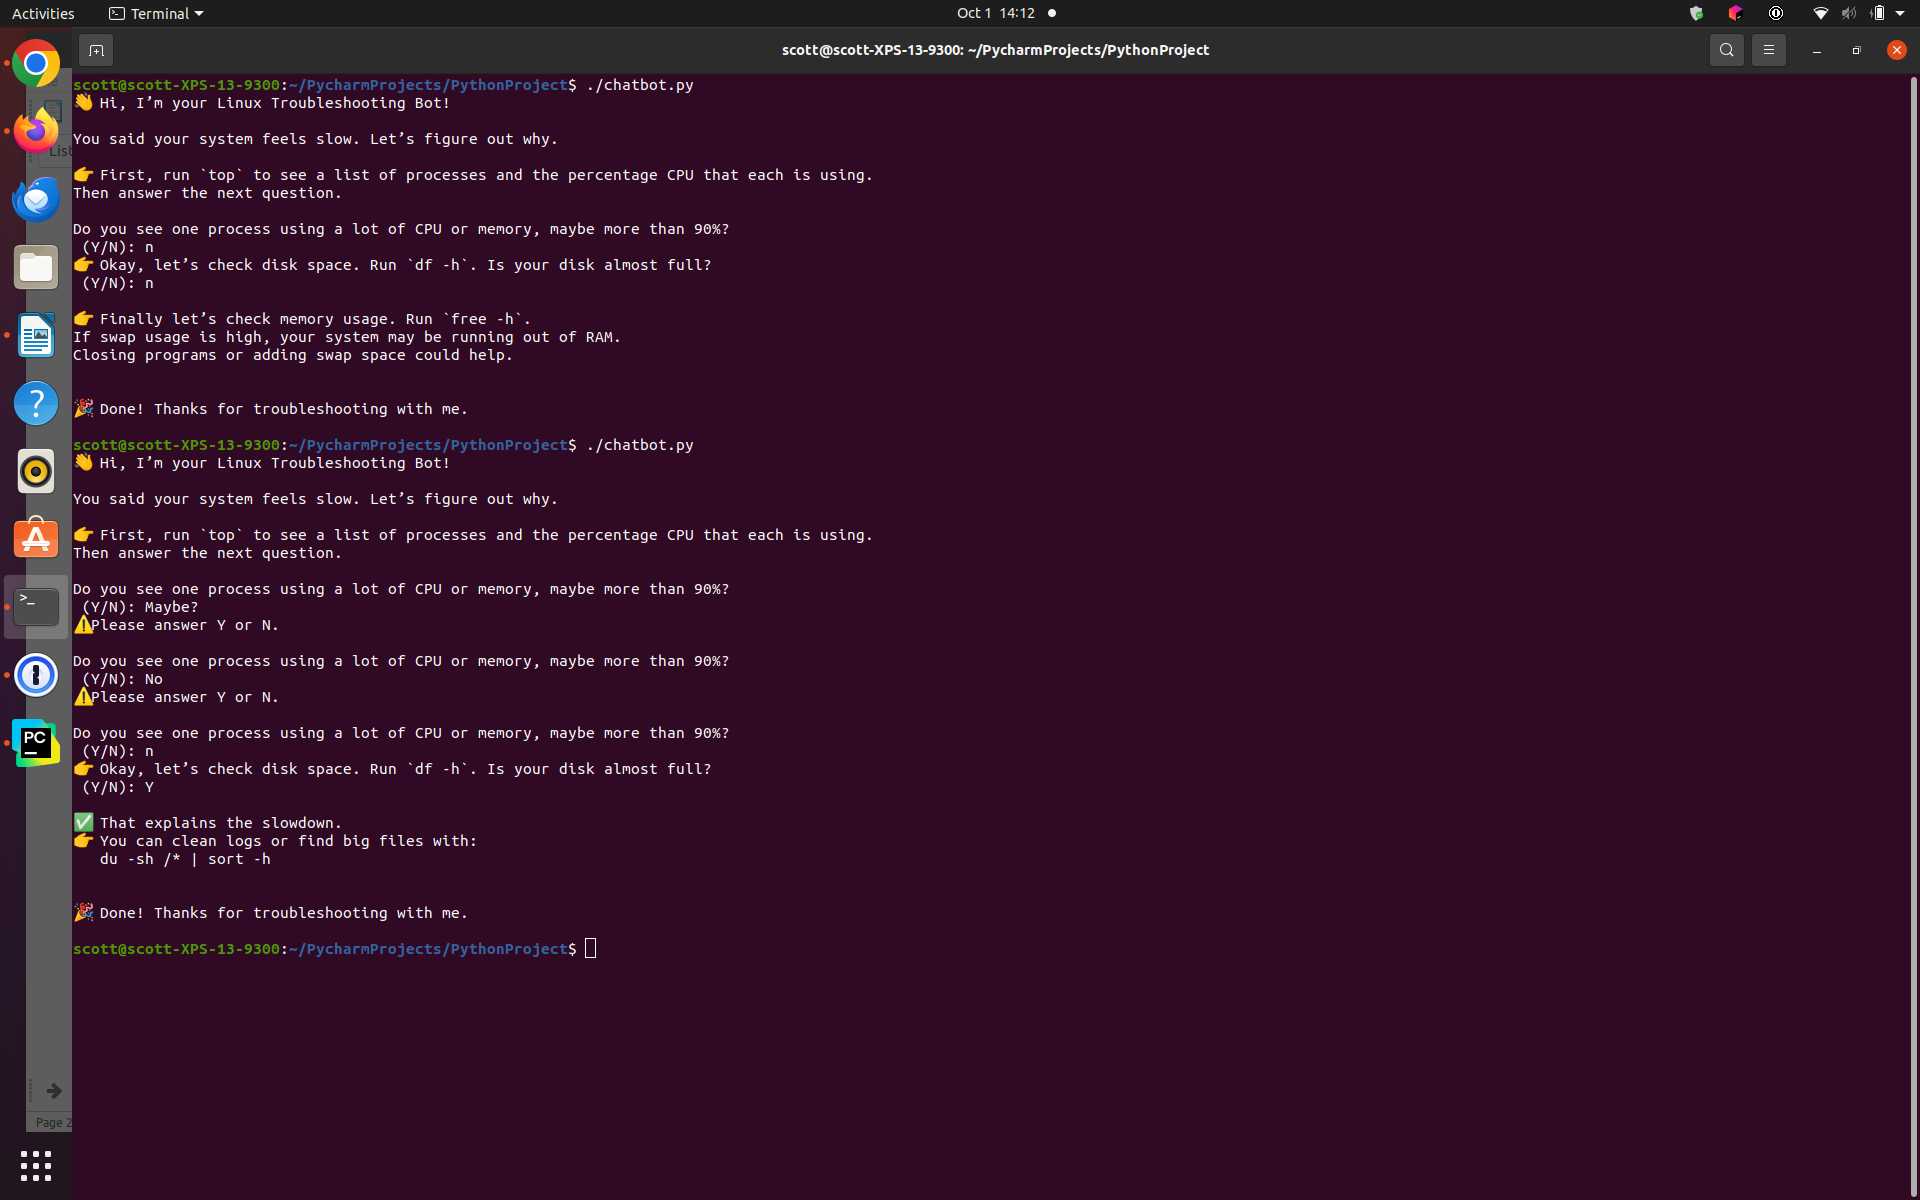 Activities
Terminal
Oct 1 14:12
scott@scott-XPS-13-9300: ~/PycharmProjects/PythonProject
scott@scott-XPS-13-9300:~/PycharmProjects/PythonProject$ ./chatbot.py
👋 Hi, I’m your Linux Troubleshooting Bot!
You said your system feels slow. Let’s figure out why.
👉 First, run `top` to see a list of processes and the percentage CPU that each is using.
Then answer the next question.
Do you see one process using a lot of CPU or memory, maybe more than 90%?
(Y/N): n
👉 Okay, let’s check disk space. Run `df -h`. Is your disk almost full?
(Y/N): n
👉 Finally let’s check memory usage. Run `free -h`.
If swap usage is high, your system may be running out of RAM.
Closing programs or adding swap space could help.
🎉 Done! Thanks for troubleshooting with me.
scott@scott-XPS-13-9300:~/PycharmProjects/PythonProject$ ./chatbot.py
👋 Hi, I’m your Linux Troubleshooting Bot!
You said your system feels slow. Let’s figure out why.
👉 First, run `top` to see a list of processes and the percentage CPU that each is using.
Then answer the next question.
Do you see one process using a lot of CPU or memory, maybe more than 90%?
(Y/N): Maybe?
⚠️Please answer Y or N.
Do you see one process using a lot of CPU or memory, maybe more than 90%?
(Y/N): No
⚠️Please answer Y or N.
Do you see one process using a lot of CPU or memory, maybe more than 90%?
(Y/N): n
👉 Okay, let’s check disk space. Run `df -h`. Is your disk almost full?
(Y/N): Y
✅ That explains the slowdown.
👉 You can clean logs or find big files with:
du -sh /* | sort -h
🎉 Done! Thanks for troubleshooting with me.
scott@scott-XPS-13-9300:~/PycharmProjects/PythonProject$
List
>_
PC
Page 2